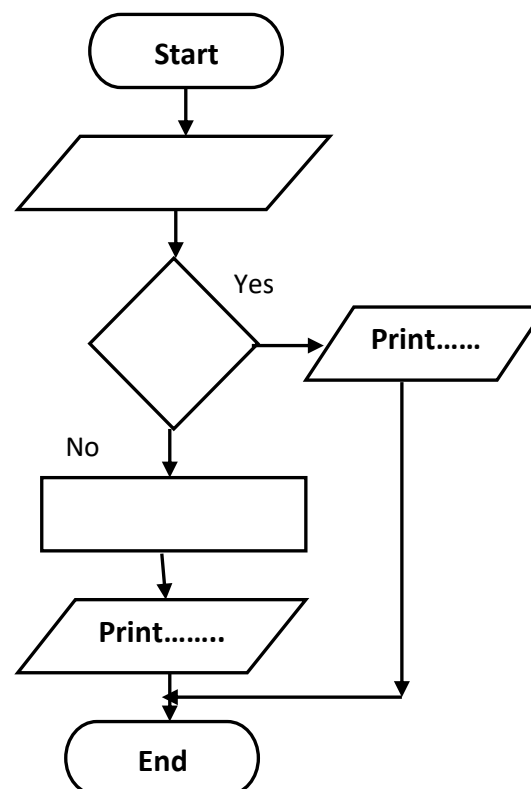 Start
Yes
Print......
No
Print........
End